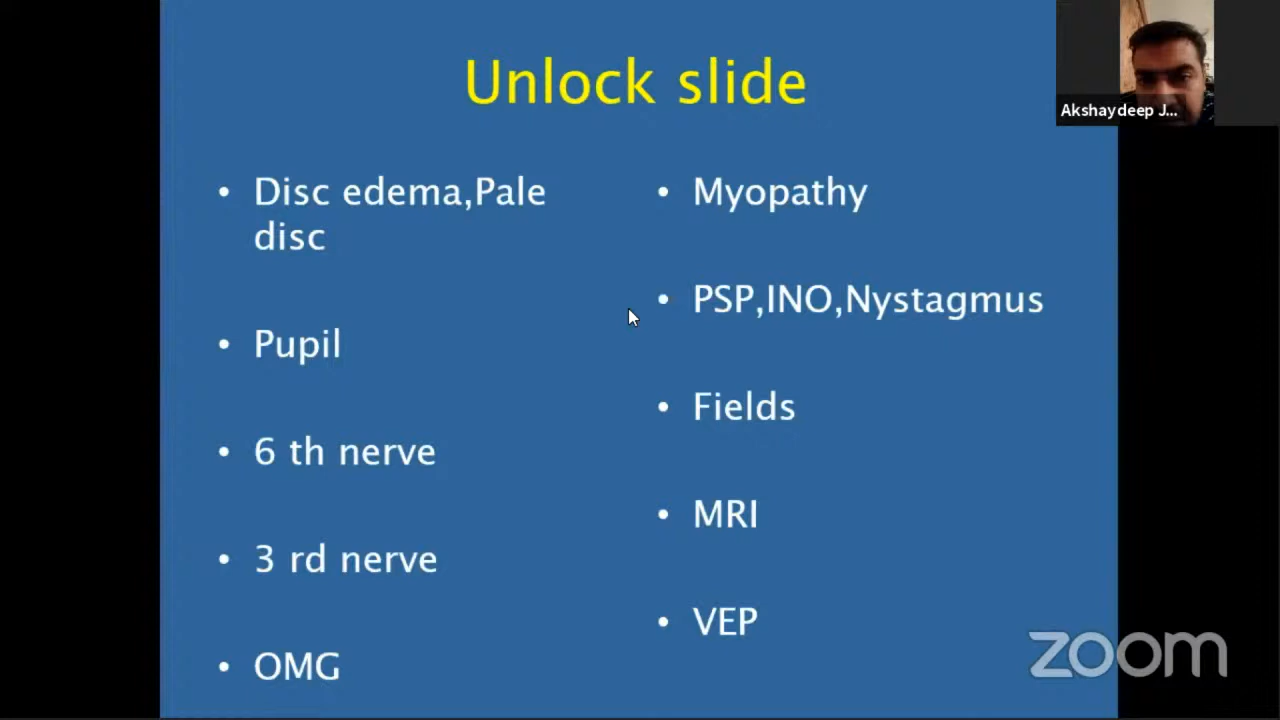 Unlock slide
Akshaydeep J...
• Disc edema,Pale
disc
• Pupil
• 6 th nerve
• 3 rd nerve
• OMG
• Myopathy
• PSP,INO,Nystagmus
• Fields
• MRI
• VEP
zoom